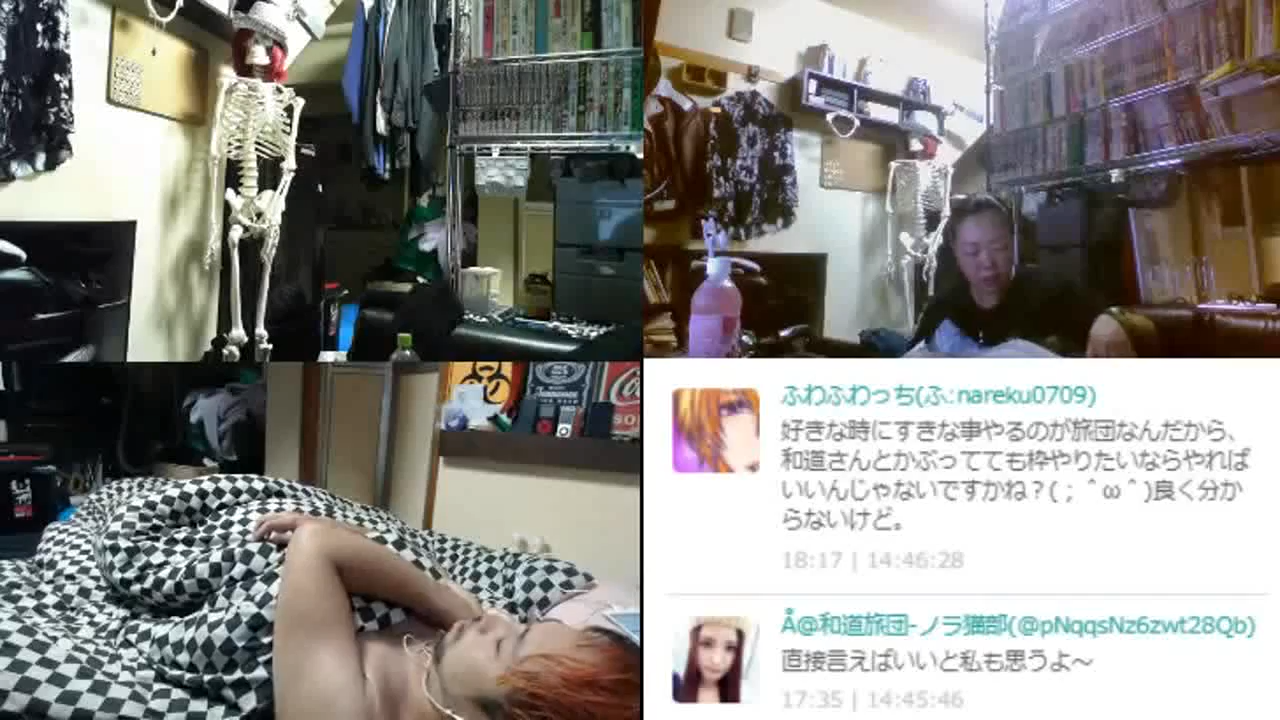 Coca
ふわふわっち(ふ:nareku0709)
好きな時にすきな事やるのが旅団なんだから、
和道さんとかぶってても枠やりたいならやれば
いいんじゃないですかね？(；＾ω＾)良く分か
らないけど。
18:17 | 14:46:28
Å@和道旅団-ノラ猫部(@pNqqsNz6zwt28Qb)
直接言えばいいと私も思うよ～
17:35 | 14:45:46